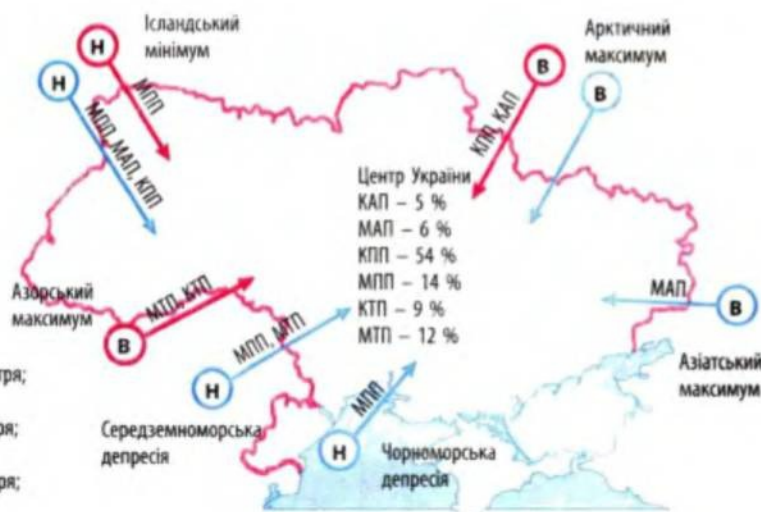 Ісландський
мінімум
Н
Н
МПП
МПП, МАП, КПП
Арктичний
максимум
В
В
КПП, КАП
Центр України
КАП – 5 %
МАП – 6 %
КПП – 54 %
МПП – 14 %
КТП – 9 %
МТП – 12 %
Азорський
максимум
В
МТП, КТП
МАП
В
Азіатський
максимум
Н
МПП, МТП
Середземноморська
депресія
Н
МПП
Чорноморська
депресія